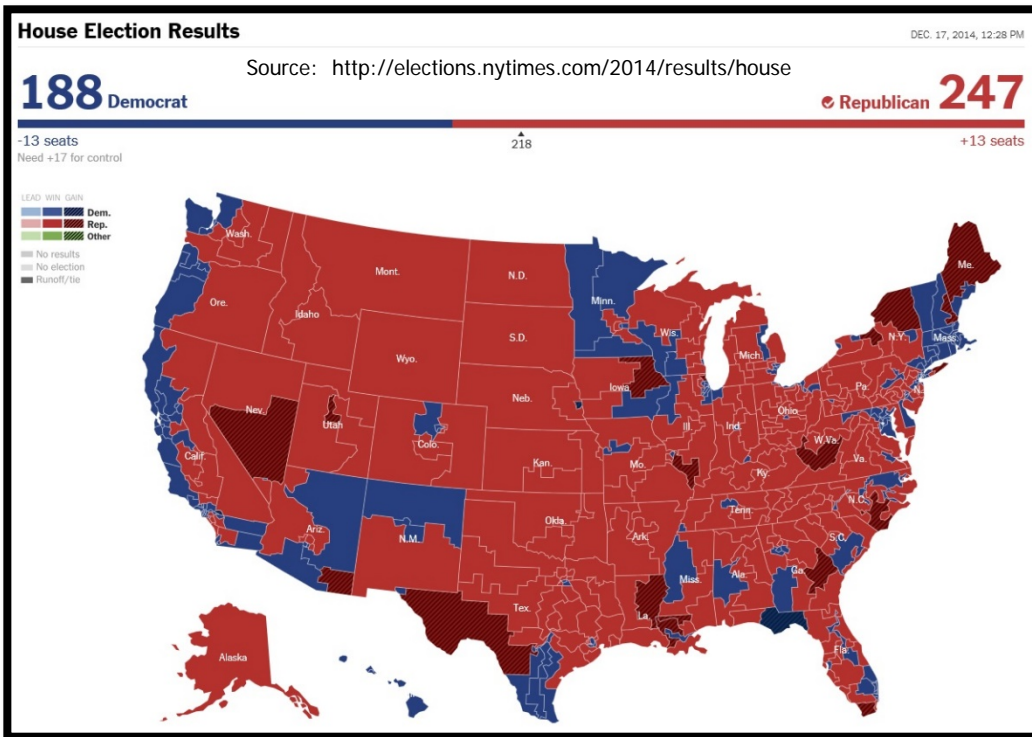 House Election Results
DEC. 17, 2014, 12:28 PM
Source: http://elections.nytimes.com/2014/results/house
188 Democrat
Republican 247
-13 seats
218
+13 seats
Need +17 for control
LEAD WIN GAIN
Dem.
Rep.
Other
No results
No election
Runoff/tie
Wash.
Mont.
N.D.
Minn.
Me.
Ore.
Idaho
S.D.
Wis.
Mich.
N.Y.
Mass.
Wyo.
Iowa
Pa.
Nev.
Utah
Neb.
Ill.
Ind.
Ohio
Colo.
W.Va.
Calif.
Kan.
Mo.
Ky.
Va.
Ariz.
N.M.
Okla.
Ark.
Tenn.
N.C.
S.C.
Miss.
Ala.
Ga.
Tex.
La.
Fla.
Alaska